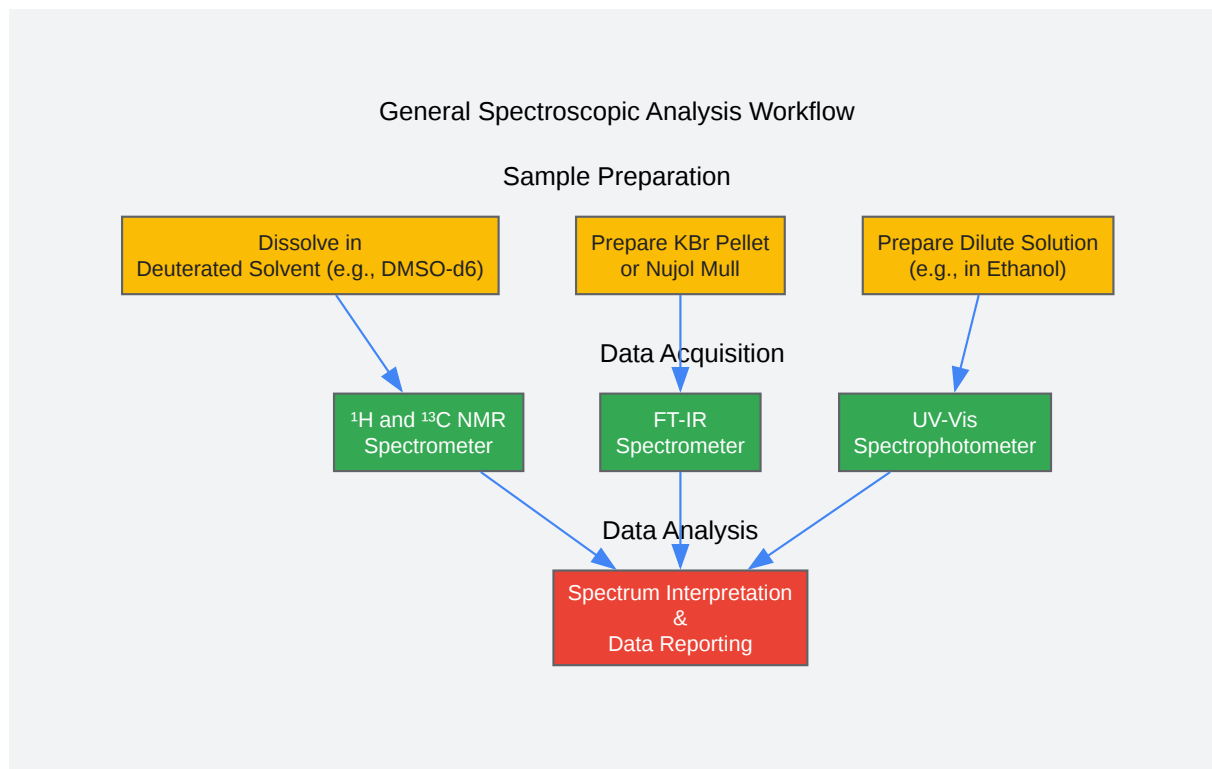 General Spectroscopic Analysis Workflow
Sample Preparation
Dissolve in
Deuterated Solvent (e.g., DMSO-d6)
Prepare KBr Pellet
or Nujol Mull
Prepare Dilute Solution
(e.g., in Ethanol)
Data Acquisition
¹H and ¹³C NMR
Spectrometer
FT-IR
Spectrometer
UV-Vis
Spectrophotometer
Data Analysis
Spectrum Interpretation
&
Data Reporting